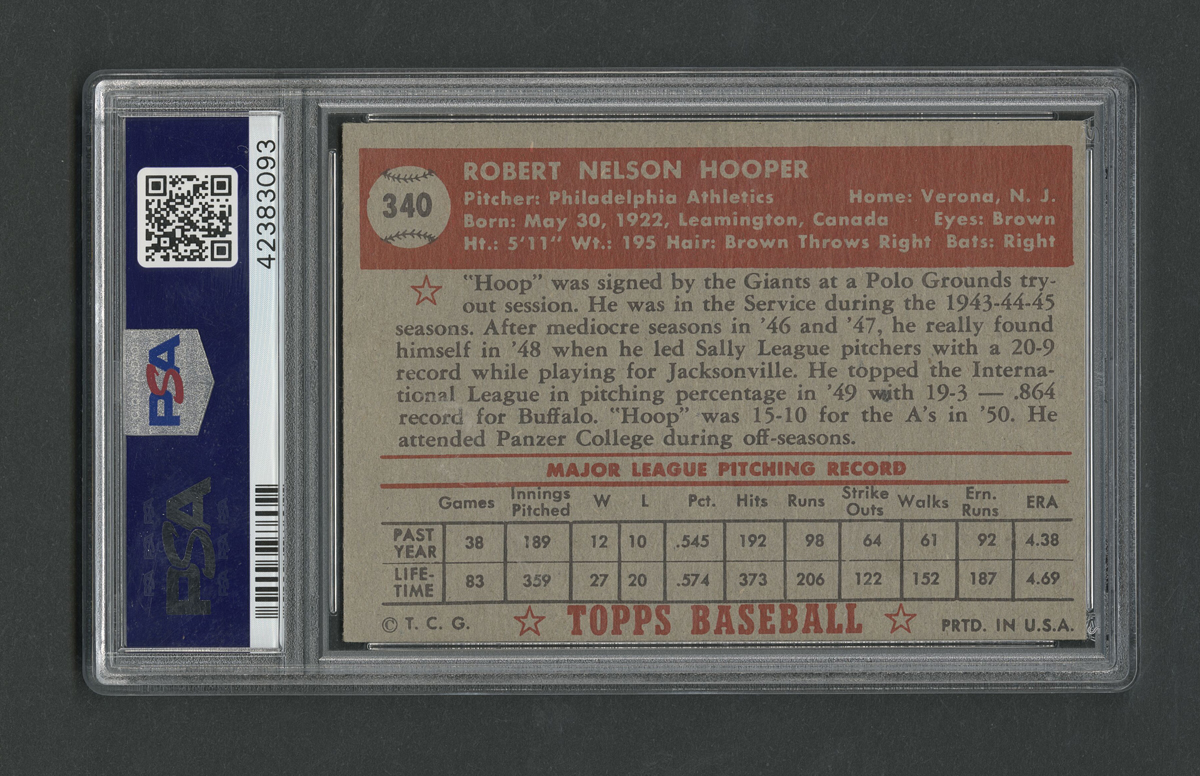 42383093
PSA
PSA
340
ROBERT NELSON HOOPER
Pitcher: Philadelphia Athletics Home: Verona, N. J.
Born: May 30, 1922, Leamington, Canada Eyes: Brown
Ht.: 5'11" Wt.: 195 Hair: Brown Throws Right Bats: Right
"Hoop" was signed by the Giants at a Polo Grounds try-
out session. He was in the Service during the 1943-44-45
seasons. After mediocre seasons in '46 and '47, he really found
himself in '48 when he led Sally League pitchers with a 20-9
record while playing for Jacksonville. He topped the Interna-
tional League in pitching percentage in '49 with 19-3 — .864
record for Buffalo. "Hoop" was 15-10 for the A's in '50. He
attended Panzer College during off-seasons.
MAJOR LEAGUE PITCHING RECORD
Games Innings Pitched W L Pct. Hits Runs Strike Outs Walks Ern. Runs ERA
PAST YEAR 38 189 12 10 .545 192 98 64 61 92 4.38
LIFE-TIME 83 359 27 20 .574 373 206 122 152 187 4.69
© T. C. G. TOPPS BASEBALL PRTD. IN U.S.A.